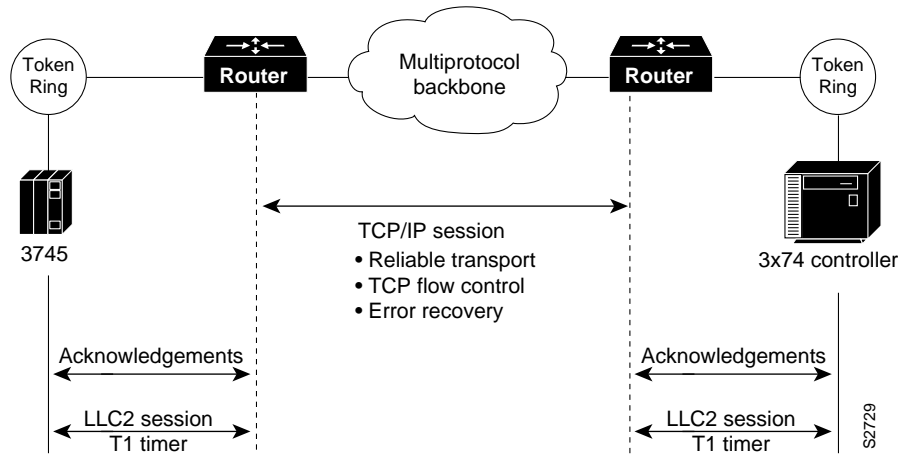 Token
Ring
Router
Multiprotocol
backbone
Router
Token
Ring
3745
TCP/IP session
• Reliable transport
• TCP flow control
• Error recovery
3x74 controller
Acknowledgements
Acknowledgements
LLC2 session
T1 timer
LLC2 session
T1 timer
S2729